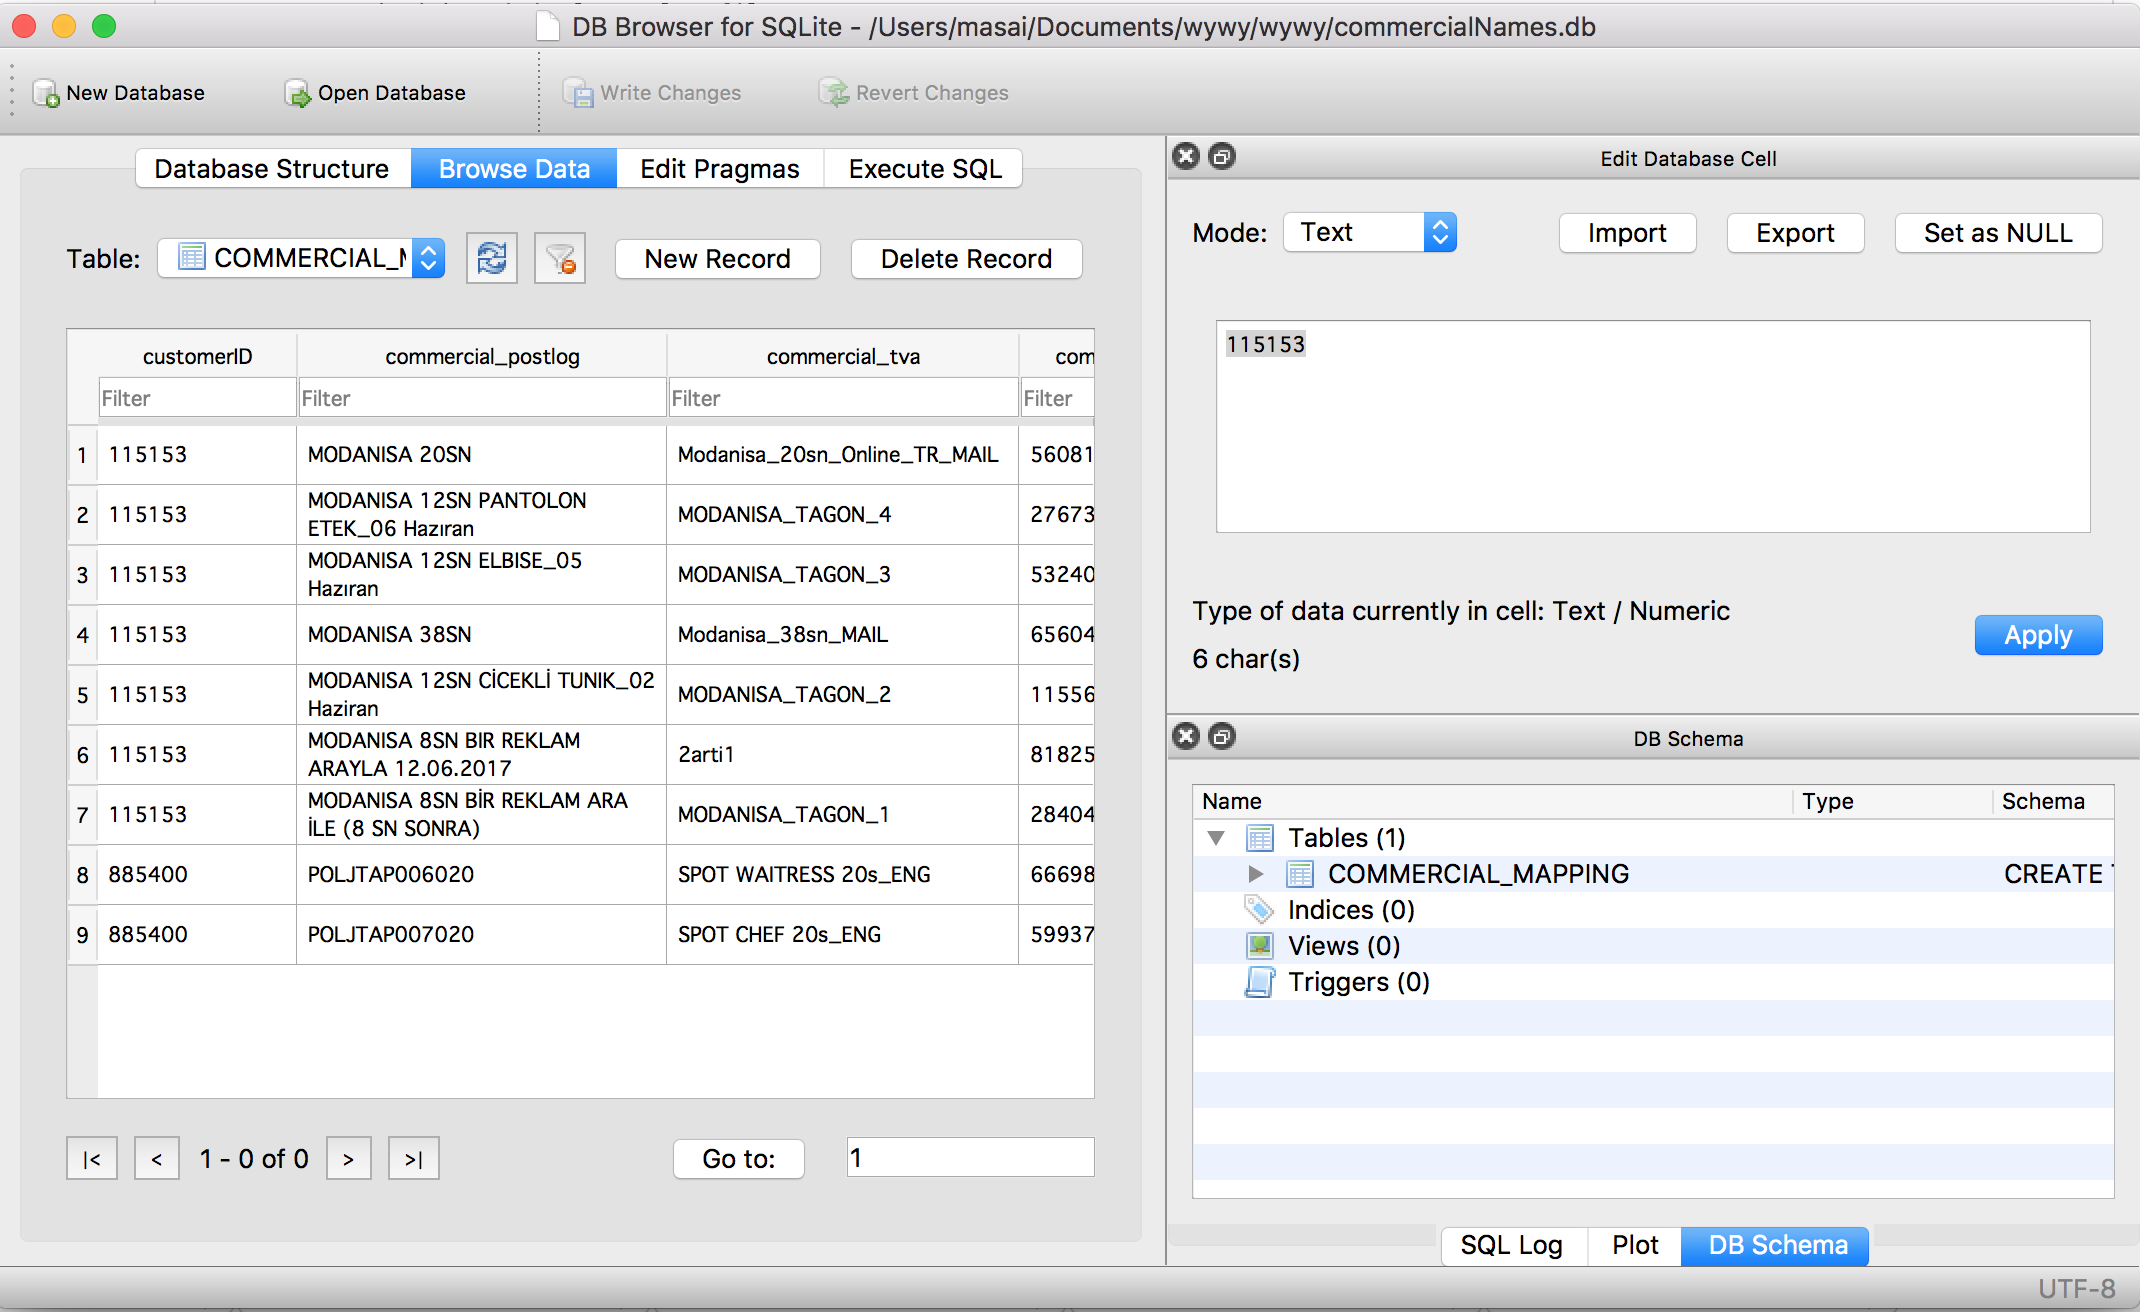 DB Browser for SQLite - /Users/masai/Documents/wywy/wywy/commercialNames.db
New Database Open Database Write Changes Revert Changes
Database Structure Browse Data Edit Pragmas Execute SQL
Table: COMMERCIAL_M New Record Delete Record
customerID commercial_postlog commercial_tva com
Filter Filter Filter Filter
1 115153 MODANISA 20SN Modanisa_20sn_Online_TR_MAIL 56081
2 115153 MODANISA 12SN PANTOLON
ETEK_06 Hazıran MODANISA_TAGON_4 27673
3 115153 MODANISA 12SN ELBISE_05
Hazıran MODANISA_TAGON_3 53240
4 115153 MODANISA 38SN Modanisa_38sn_MAIL 65604
5 115153 MODANISA 12SN CİCEKLİ TUNIK_02
Haziran MODANISA_TAGON_2 11556
6 115153 MODANISA 8SN BIR REKLAM
ARAYLA 12.06.2017 2arti1 81825
7 115153 MODANISA 8SN BİR REKLAM ARA
İLE (8 SN SONRA) MODANISA_TAGON_1 28404
8 885400 POLJTAP006020 SPOT WAITRESS 20s_ENG 66698
9 885400 POLJTAP007020 SPOT CHEF 20s_ENG 59937
|< < 1 - 0 of 0 > >| Go to: 1
Edit Database Cell
Mode: Text Import Export Set as NULL
115153
Type of data currently in cell: Text / Numeric
6 char(s)
Apply
DB Schema
Name Type Schema
Tables (1)
COMMERCIAL_MAPPING CREATE
Indices (0)
Views (0)
Triggers (0)
SQL Log Plot DB Schema
UTF-8